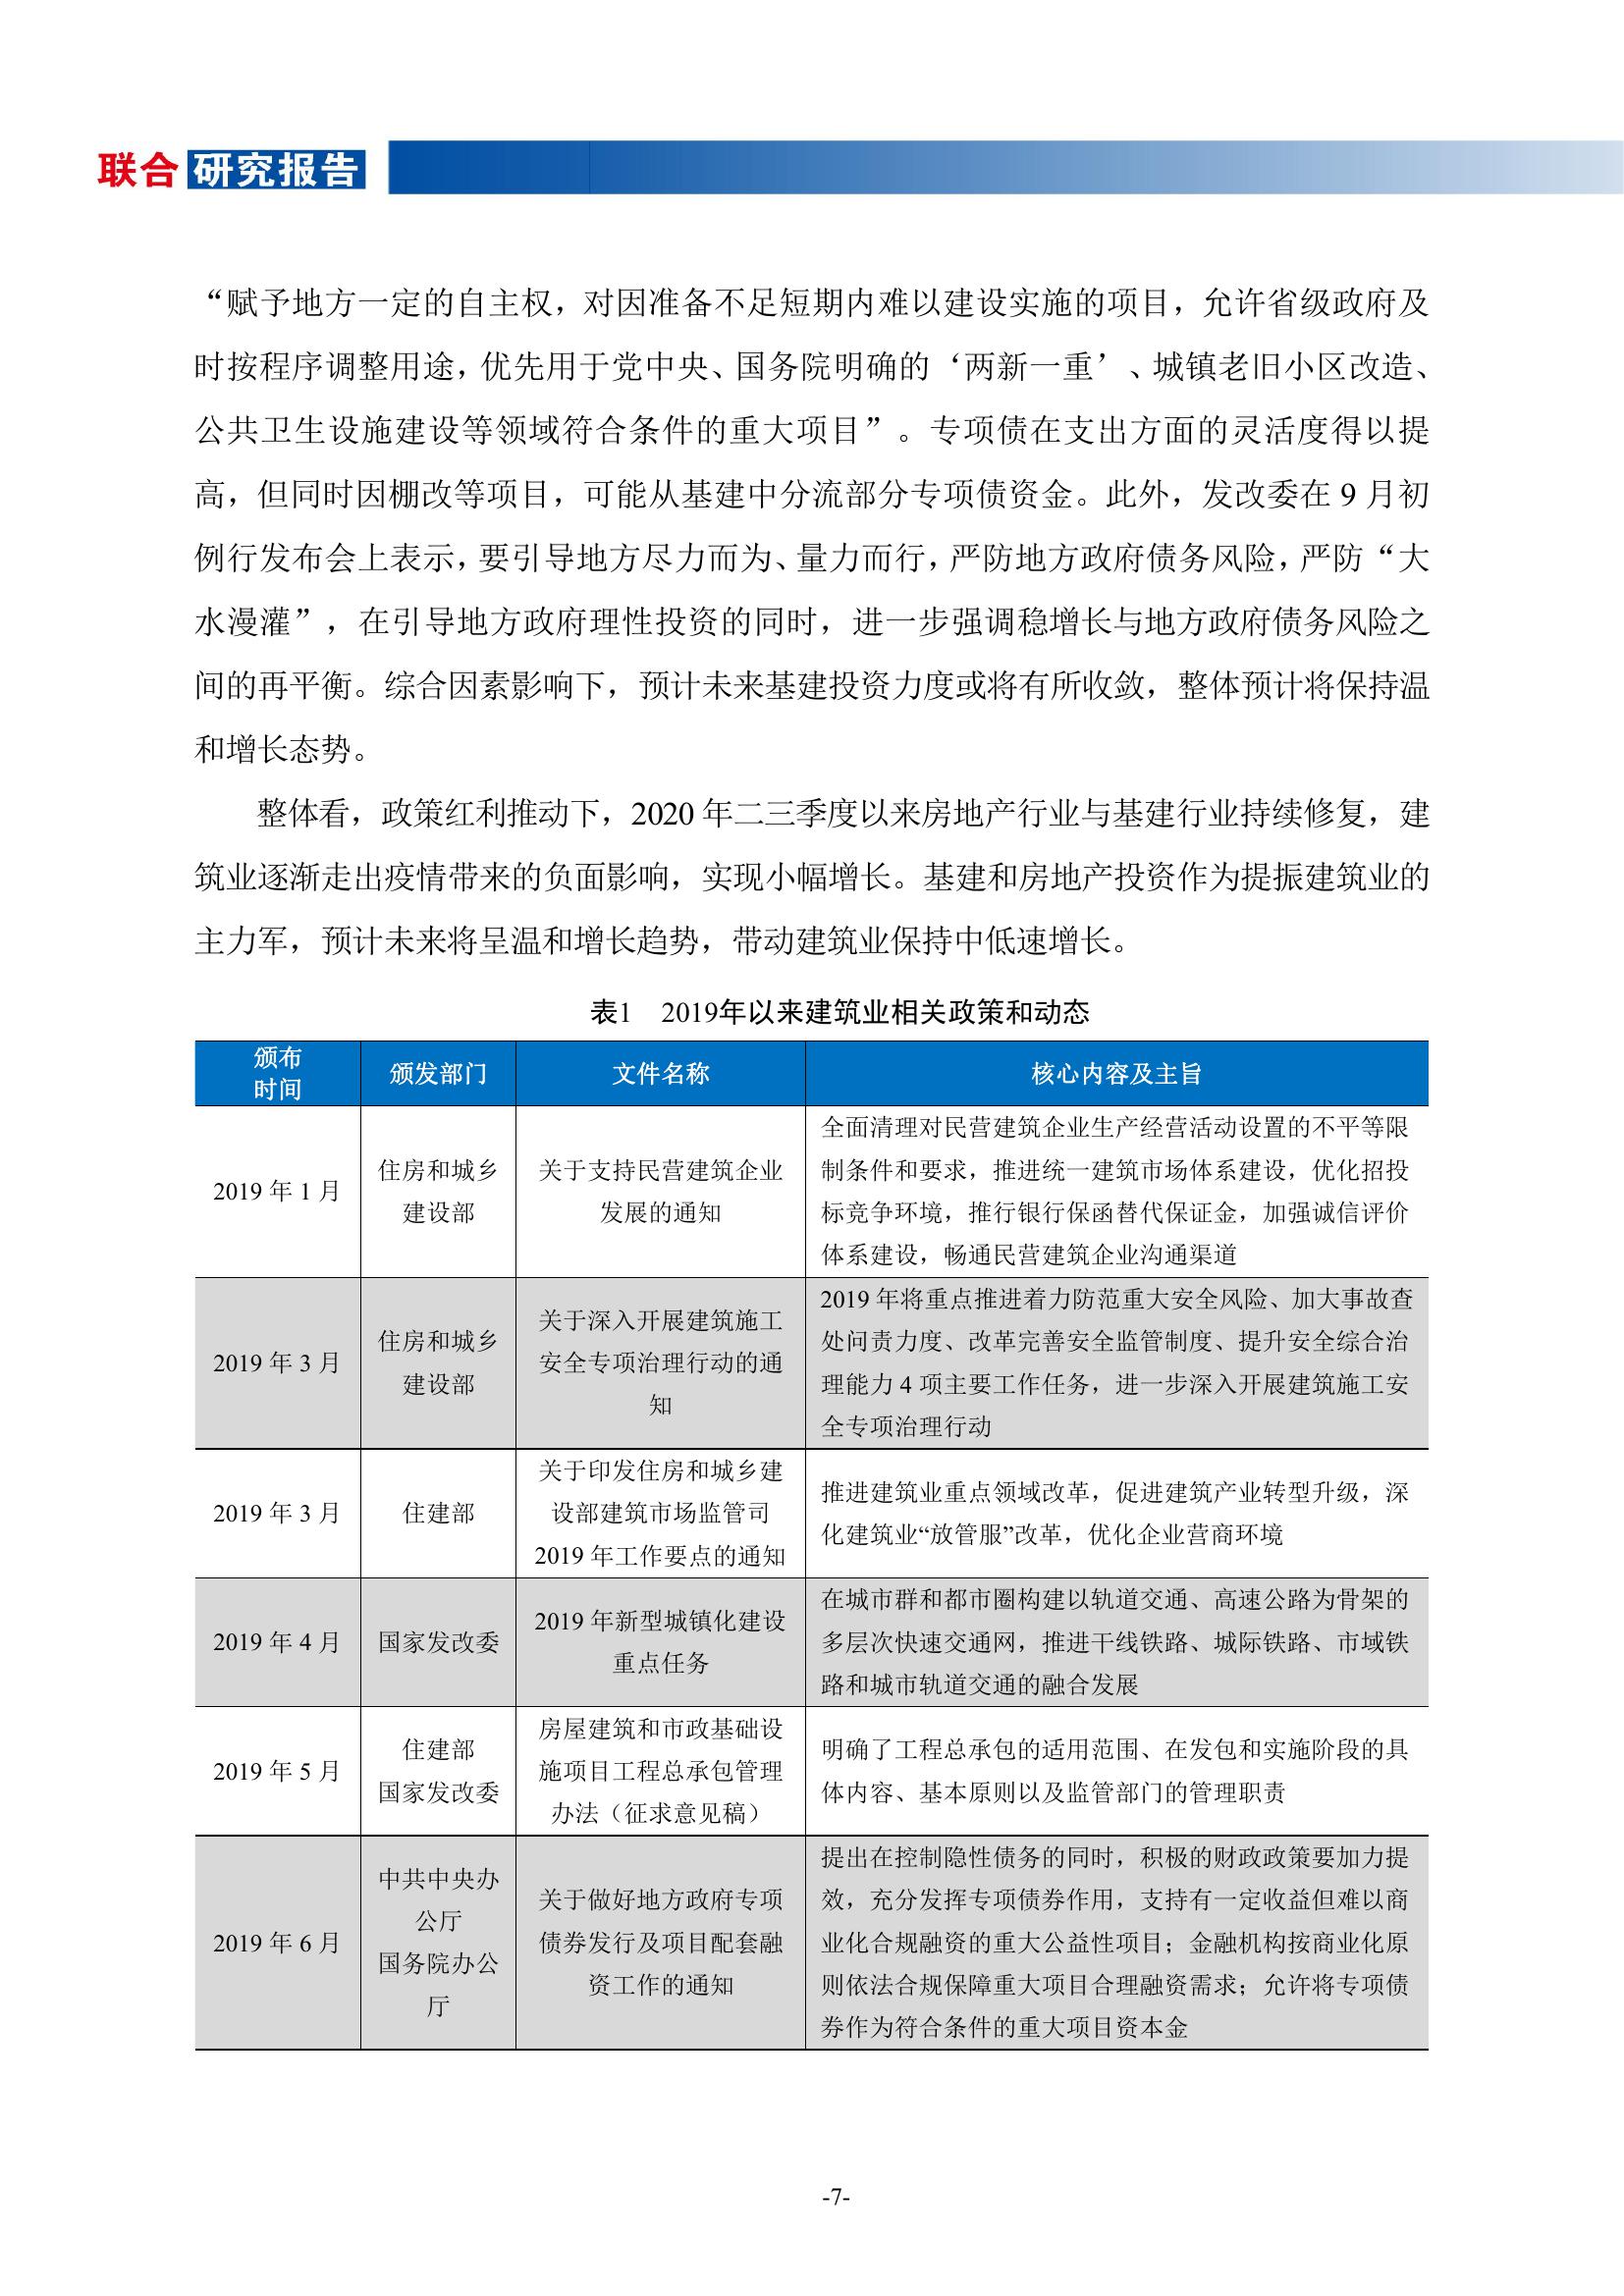 联合 研究报告
“赋予地方一定的自主权，对因准备不足短期内难以建设实施的项目，允许省级政府及
时按程序调整用途，优先用于党中央、国务院明确的‘两新一重’、城镇老旧小区改造、
公共卫生设施建设等领域符合条件的重大项目”。专项债在支出方面的灵活度得以提
高，但同时因棚改等项目，可能从基建中分流部分专项债资金。此外，发改委在 9 月初
例行发布会上表示，要引导地方尽力而为、量力而行，严防地方政府债务风险，严防“大
水漫灌”，在引导地方政府理性投资的同时，进一步强调稳增长与地方政府债务风险之
间的再平衡。综合因素影响下，预计未来基建投资力度或将有所收敛，整体预计将保持温
和增长态势。
整体看，政策红利推动下，2020 年二三季度以来房地产行业与基建行业持续修复，建
筑业逐渐走出疫情带来的负面影响，实现小幅增长。基建和房地产投资作为提振建筑业的
主力军，预计未来将呈温和增长趋势，带动建筑业保持中低速增长。
表1 2019年以来建筑业相关政策和动态
颁布
时间
颁发部门
文件名称
核心内容及主旨
2019 年 1 月
住房和城乡
建设部
关于支持民营建筑企业
发展的通知
全面清理对民营建筑企业生产经营活动设置的不平等限
制条件和要求，推进统一建筑市场体系建设，优化招投
标竞争环境，推行银行保函替代保证金，加强诚信评价
体系建设，畅通民营建筑企业沟通渠道
2019 年 3 月
住房和城乡
建设部
关于深入开展建筑施工
安全专项治理行动的通
知
2019 年将重点推进着力防范重大安全风险、加大事故查
处问责力度、改革完善安全监管制度、提升安全综合治
理能力 4 项主要工作任务，进一步深入开展建筑施工安
全专项治理行动
2019 年 3 月
住建部
关于印发住房和城乡建
设部建筑市场监管司
2019 年工作要点的通知
推进建筑业重点领域改革，促进建筑产业转型升级，深
化建筑业“放管服”改革，优化企业营商环境
2019 年 4 月
国家发改委
2019 年新型城镇化建设
重点任务
在城市群和都市圈构建以轨道交通、高速公路为骨架的
多层次快速交通网，推进干线铁路、城际铁路、市域铁
路和城市轨道交通的融合发展
2019 年 5 月
住建部
国家发改委
房屋建筑和市政基础设
施项目工程总承包管理
办法（征求意见稿）
明确了工程总承包的适用范围、在发包和实施阶段的具
体内容、基本原则以及监管部门的管理职责
2019 年 6 月
中共中央办
公厅
国务院办公
厅
关于做好地方政府专项
债券发行及项目配套融
资工作的通知
提出在控制隐性债务的同时，积极的财政政策要加力提
效，充分发挥专项债券作用，支持有一定收益但难以商
业化合规融资的重大公益性项目；金融机构按商业化原
则依法合规保障重大项目合理融资需求；允许将专项债
券作为符合条件的重大项目资本金
-7-